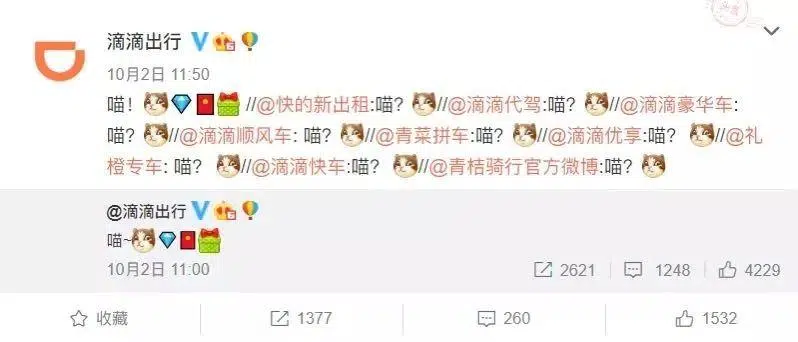 头条
滴滴出行
10月2日 11:50
喵！//@快的新出租:喵？//@滴滴代驾:喵？//@滴滴豪华车:
喵？//@滴滴顺风车: 喵？//@青菜拼车:喵？//@滴滴优享:喵？//@礼
橙专车: 喵？//@滴滴快车: 喵？//@青桔骑行官方微博:喵？
@滴滴出行
喵~
10月2日 11:00
2621 1248 4229
收藏 1377 260 1532